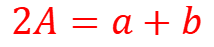 2A = a + b